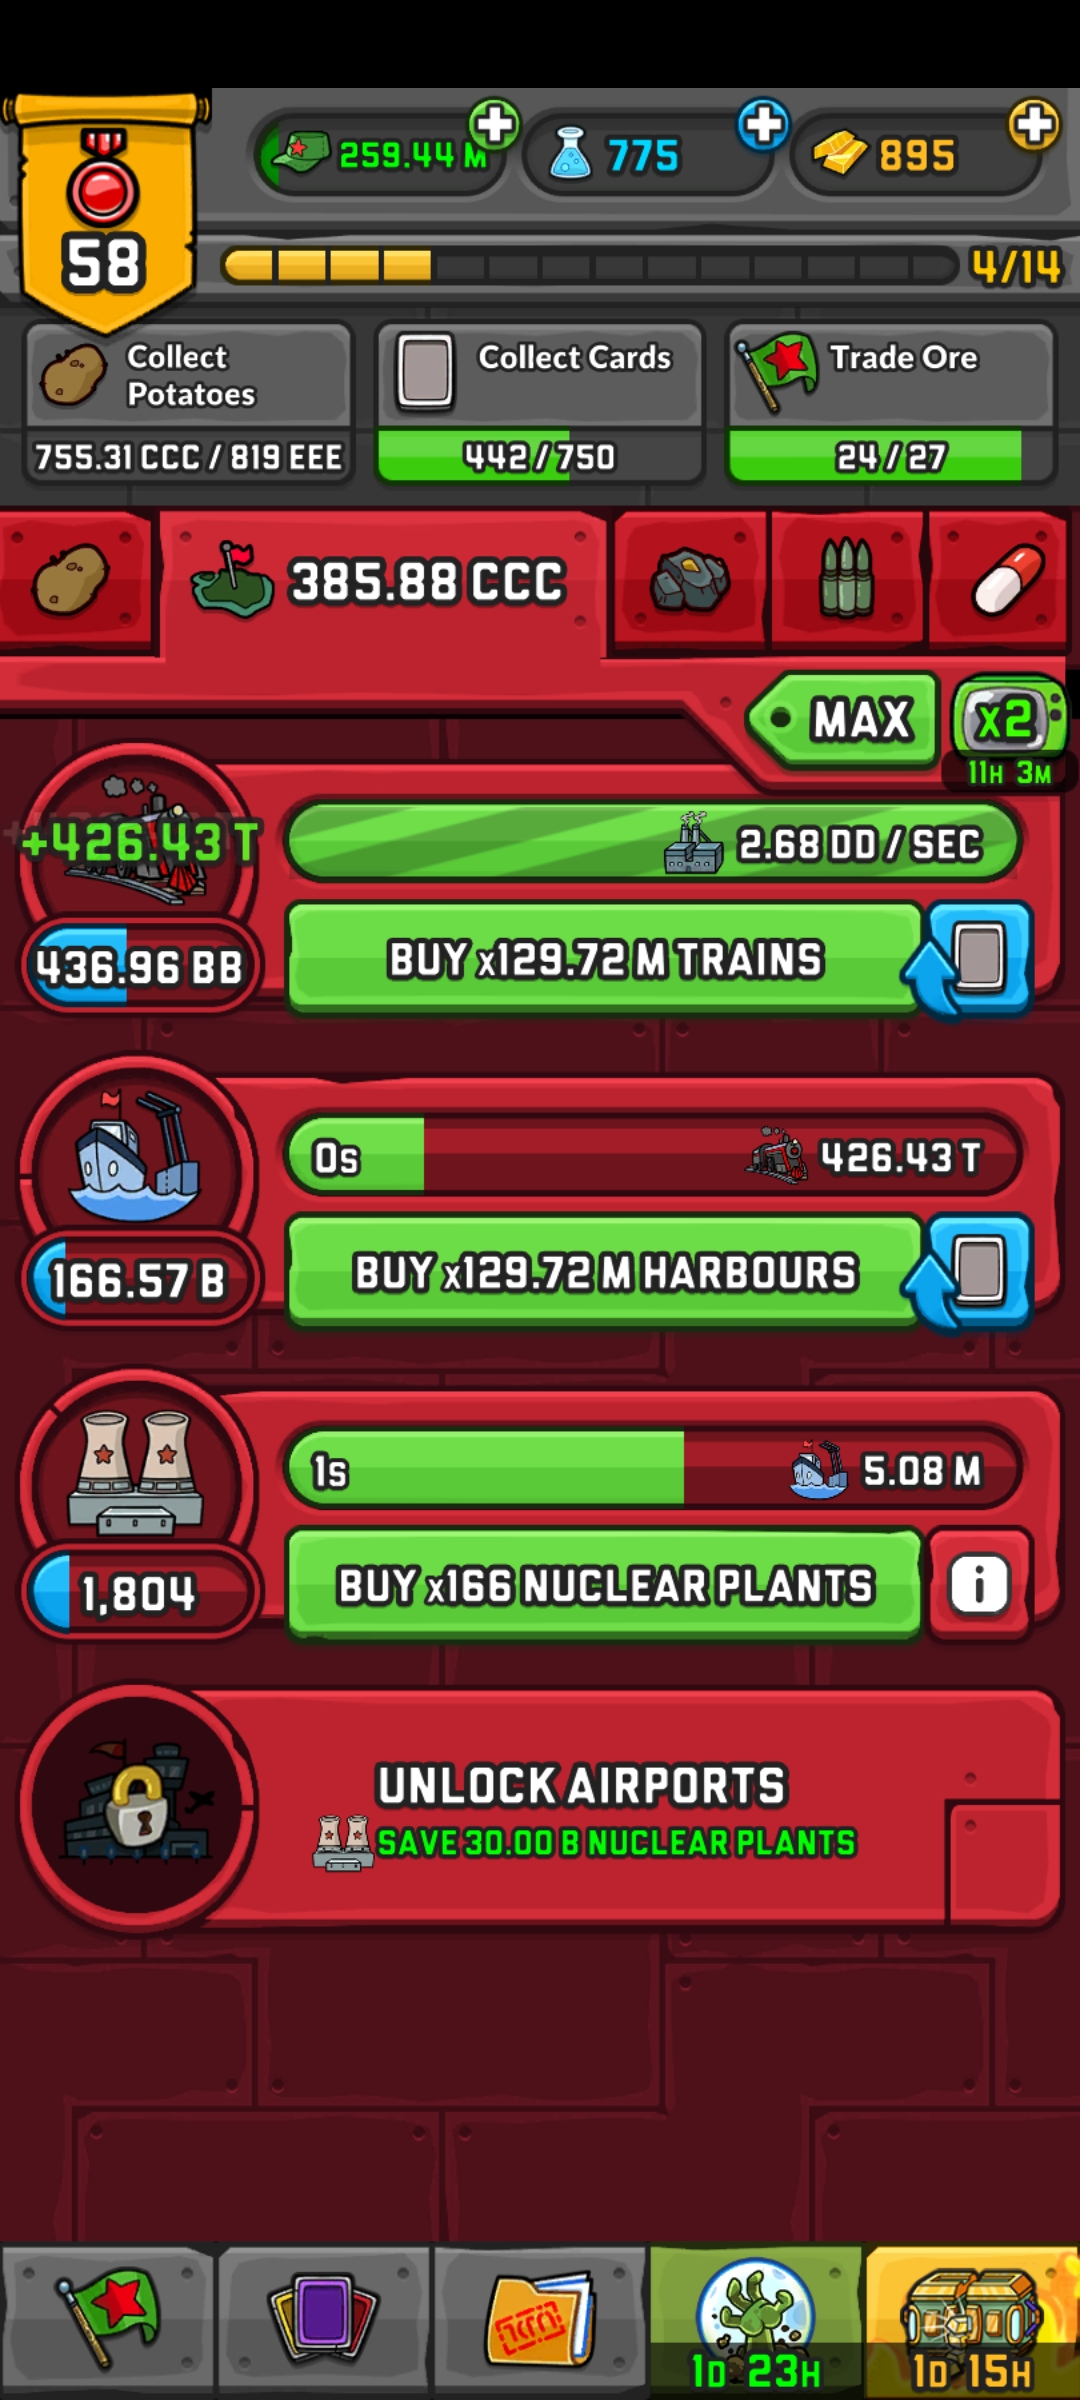 259.44 M
775
895
58
4/14
Collect
Potatoes
Collect Cards
Trade Ore
755.31 CCC / 819 EEE
442/750
24/27
385.88 CCC
MAX
x2
11H 3M
+426.43 T
2.68 DD / SEC
436.96 BB
BUY x129.72 M TRAINS
0s
426.43 T
166.57 B
BUY x129.72 M HARBOURS
1s
5.08 M
1,804
BUY x166 NUCLEAR PLANTS
i
UNLOCK AIRPORTS
SAVE 30.00 B NUCLEAR PLANTS
1D 23H
1D 15H